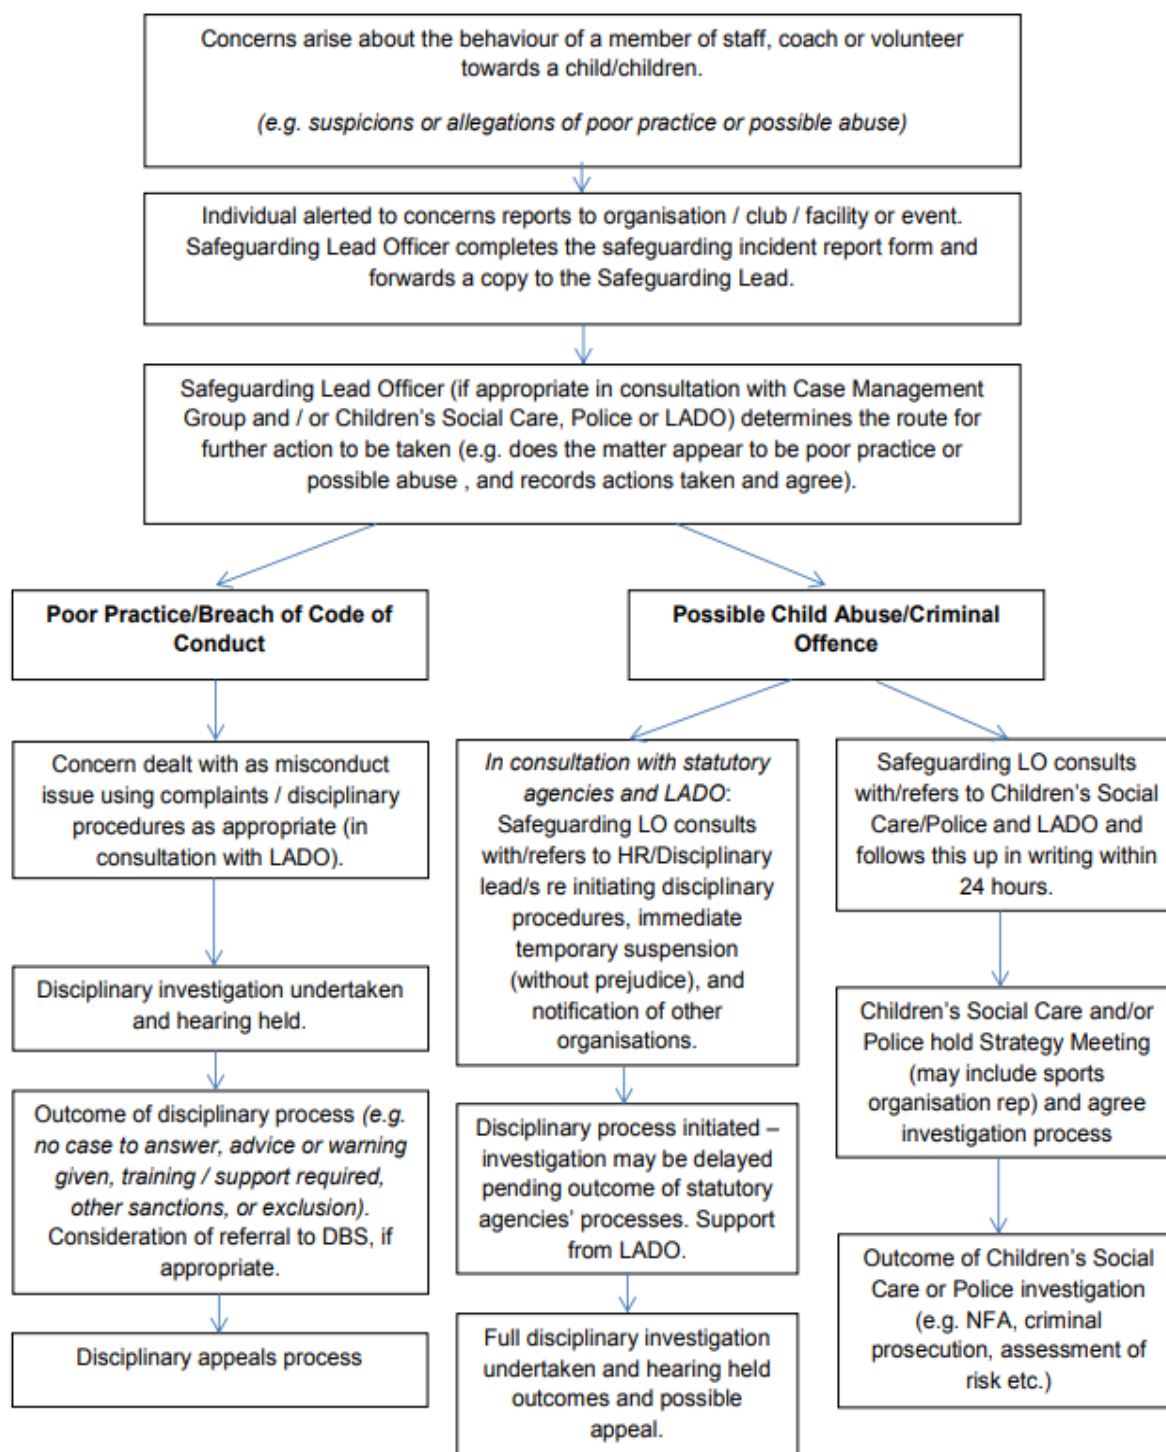 Concerns arise about the behaviour of a member of staff, coach or volunteer
towards a child/children.
(e.g. suspicions or allegations of poor practice or possible abuse)
Individual alerted to concerns reports to organisation / club / facility or event.
Safeguarding Lead Officer completes the safeguarding incident report form and
forwards a copy to the Safeguarding Lead.
Safeguarding Lead Officer (if appropriate in consultation with Case Management
Group and / or Children's Social Care, Police or LADO) determines the route for
further action to be taken (e.g. does the matter appear to be poor practice or
possible abuse , and records actions taken and agree).
Poor Practice/Breach of Code of
Conduct
Concern dealt with as misconduct
issue using complaints / disciplinary
procedures as appropriate (in
consultation with LADO).
Disciplinary investigation undertaken
and hearing held.
Outcome of disciplinary process (e.g.
no case to answer, advice or warning
given, training / support required,
other sanctions, or exclusion).
Consideration of referral to DBS, if
appropriate.
Disciplinary appeals process
Possible Child Abuse/Criminal
Offence
In consultation with statutory
agencies and LADO:
Safeguarding LO consults
with/refers to HR/Disciplinary
lead/s re initiating disciplinary
procedures, immediate
temporary suspension
(without prejudice), and
notification of other
organisations.
Disciplinary process initiated –
investigation may be delayed
pending outcome of statutory
agencies' processes. Support
from LADO.
Full disciplinary investigation
undertaken and hearing held
outcomes and possible
appeal.
Safeguarding LO consults
with/refers to Children's Social
Care/Police and LADO and
follows this up in writing within
24 hours.
Children's Social Care and/or
Police hold Strategy Meeting
(may include sports
organisation rep) and agree
investigation process
Outcome of Children's Social
Care or Police investigation
(e.g. NFA, criminal
prosecution, assessment of
risk etc.)